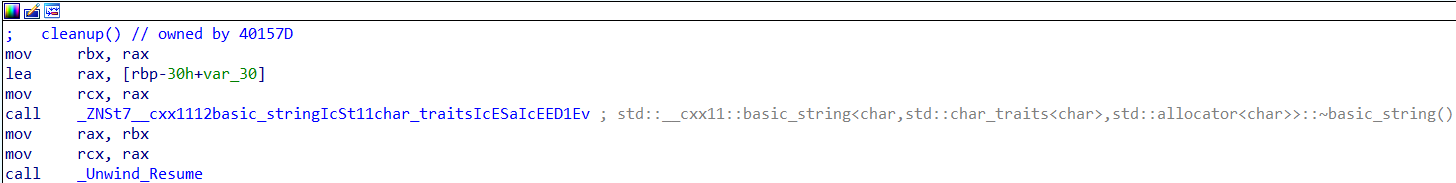 ;   cleanup() // owned by 40157D
mov     rbx, rax
lea     rax, [rbp-30h+var_30]
mov     rcx, rax
call    _ZNSt7__cxx1112basic_stringIcSt11char_traitsIcESaIcEED1Ev ; std::__cxx11::basic_string<char,std::char_traits<char>,std::allocator<char>>::~basic_string()
mov     rax, rbx
mov     rcx, rax
call    _Unwind_Resume